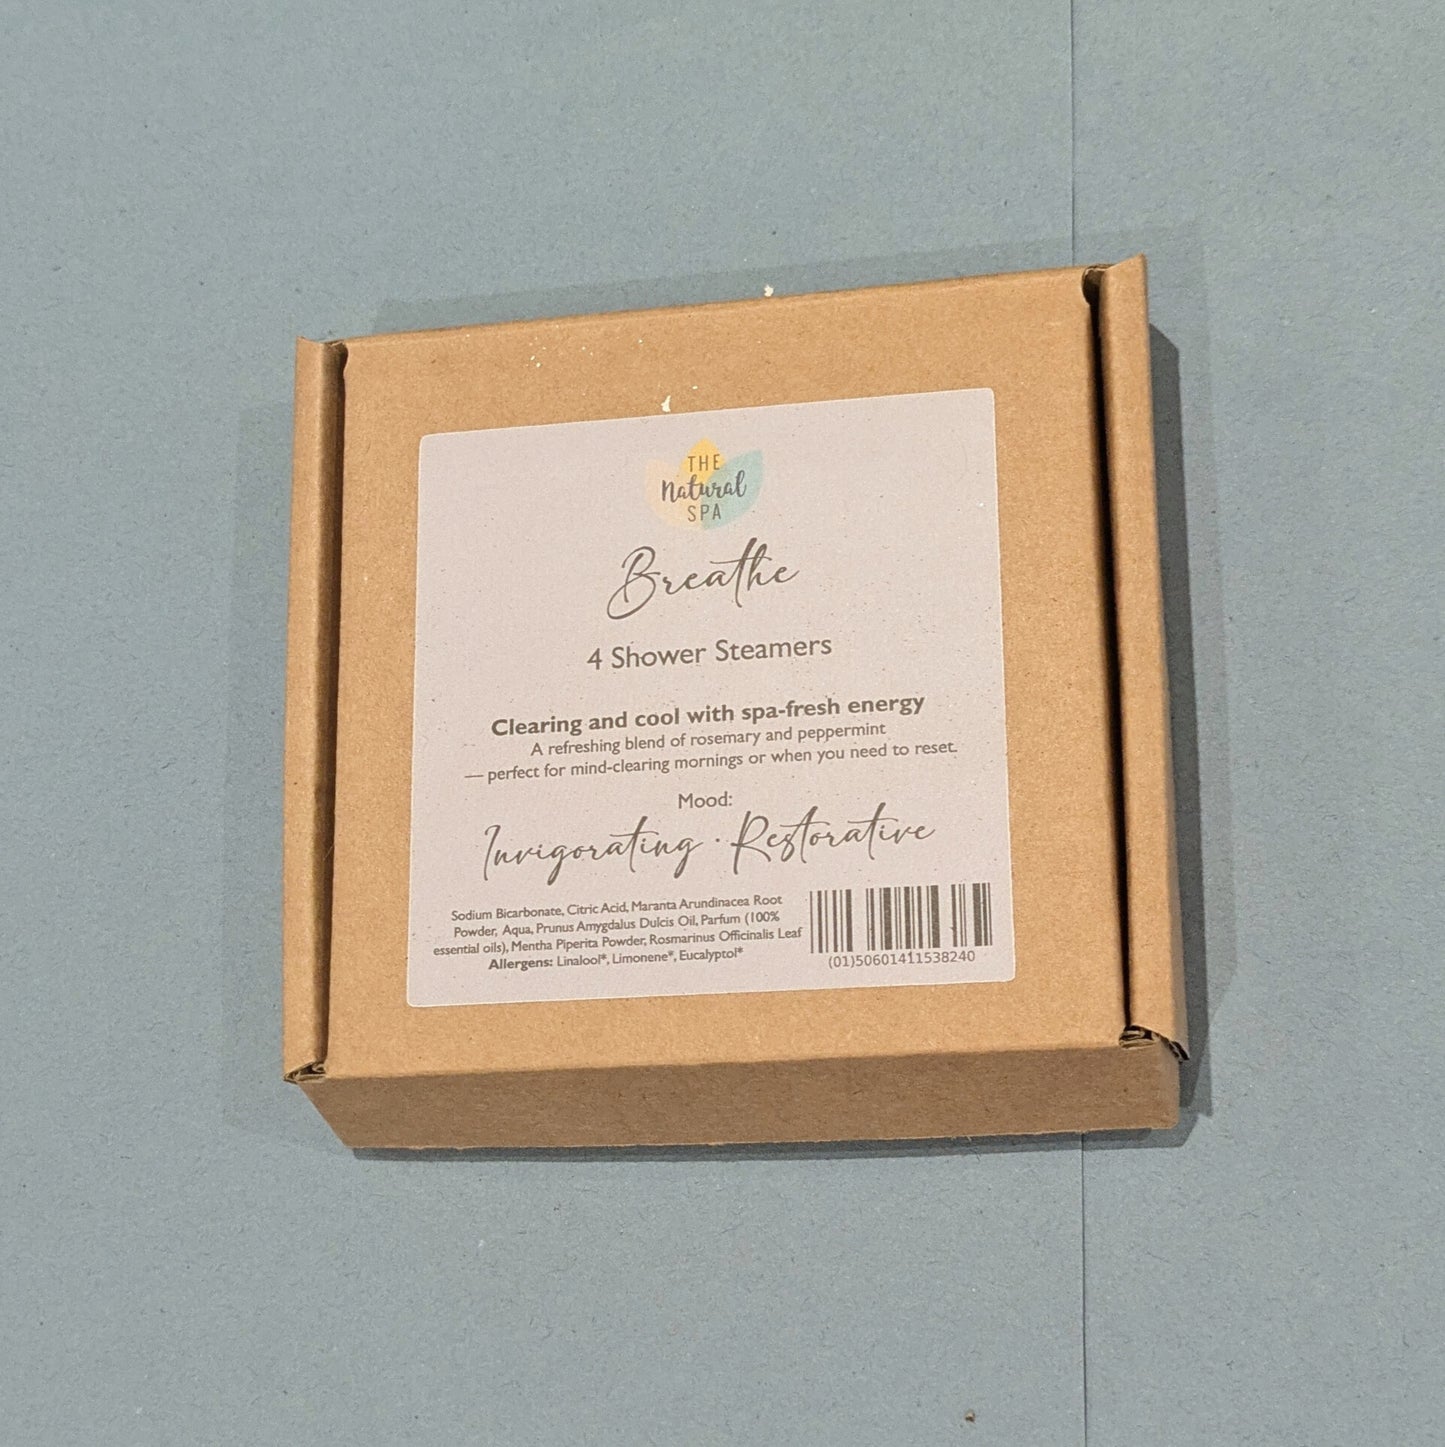 THE
Natural
SPA
Breathe
4 Shower Steamers
Clearing and cool with spa-fresh energy
A refreshing blend of rosemary and peppermint
— perfect for mind-clearing mornings or when you need to reset.
Mood:
Invigorating · Restorative
Sodium Bicarbonate, Citric Acid, Maranta Arundinacea Root
Powder, Aqua, Prunus Amygdalus Dulcis Oil, Parfum (100%
essential oils), Mentha Piperita Powder, Rosmarinus Officinalis Leaf
Allergens: Linalool*, Limonene*, Eucalyptol*
(01)50601411538240